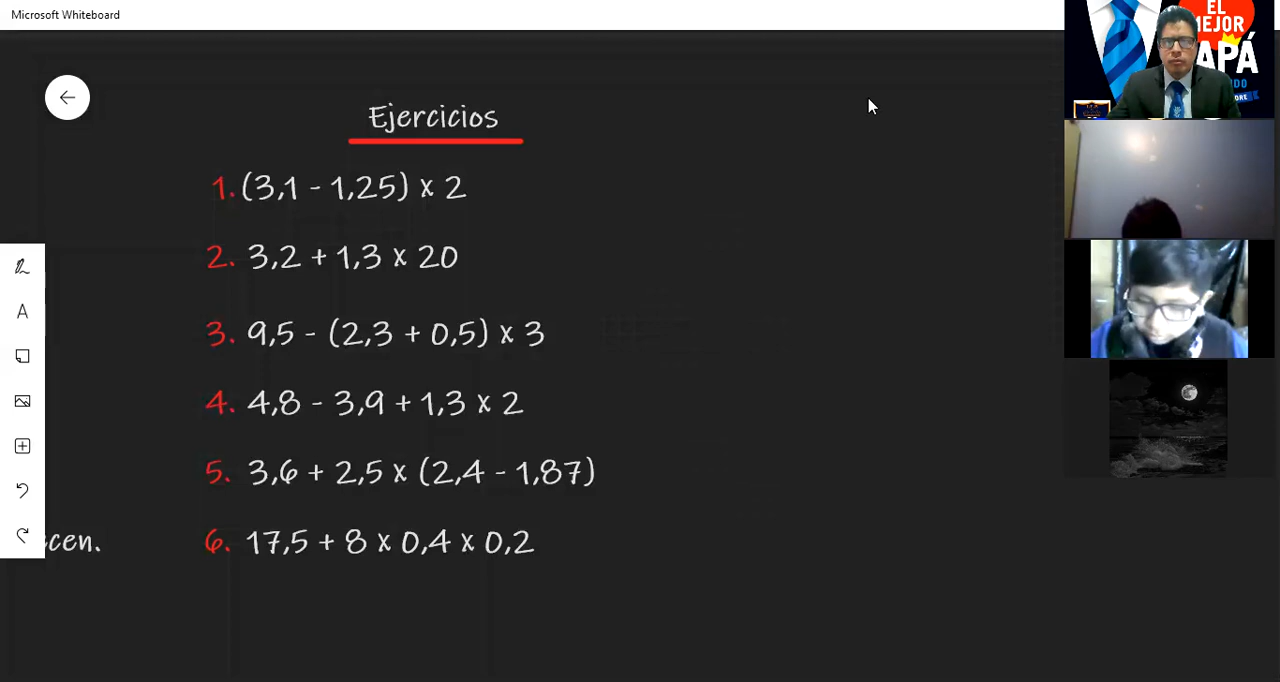 Microsoft Whiteboard
EL
MEJOR
PAPÁ
Ejercicios
1. (3,1 - 1,25) x 2
2. 3,2 + 1,3 x 20
3. 9,5 - (2,3 + 0,5) x 3
4. 4,8 - 3,9 + 1,3 x 2
5. 3,6 + 2,5 x (2,4 - 1,87)
cen. 6. 17,5 + 8 x 0,4 x 0,2